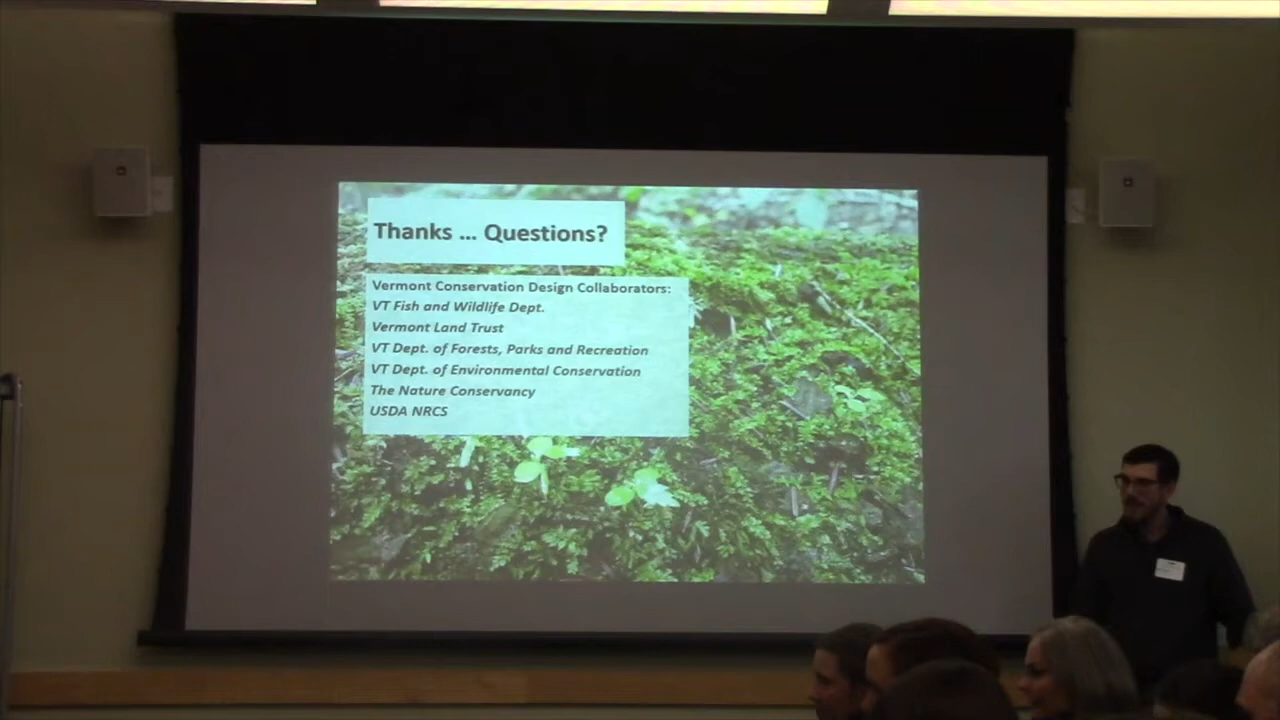 Thanks ... Questions?
Vermont Conservation Design Collaborators:
VT Fish and Wildlife Dept.
Vermont Land Trust
VT Dept. of Forests, Parks and Recreation
VT Dept. of Environmental Conservation
The Nature Conservancy
USDA NRCS